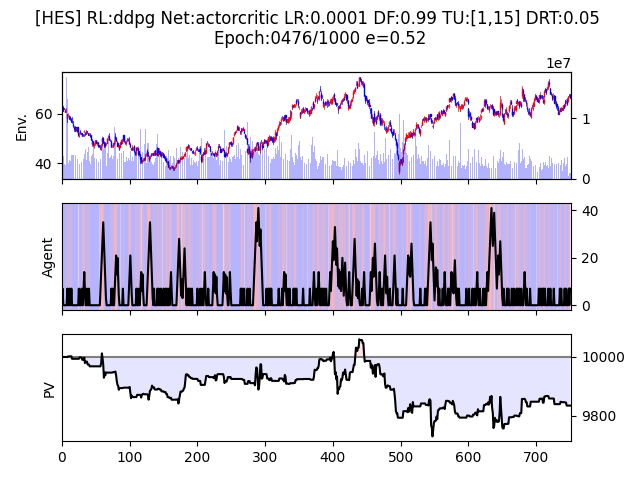 [HES] RL:ddpg Net:actorcritic LR:0.0001 DF:0.99 TU:[1,15] DRT:0.05
Epoch:0476/1000 e=0.52
1e7
60
40
Env.
1
0
Agent
40
20
0
PV
10000
9800
0 100 200 300 400 500 600 700